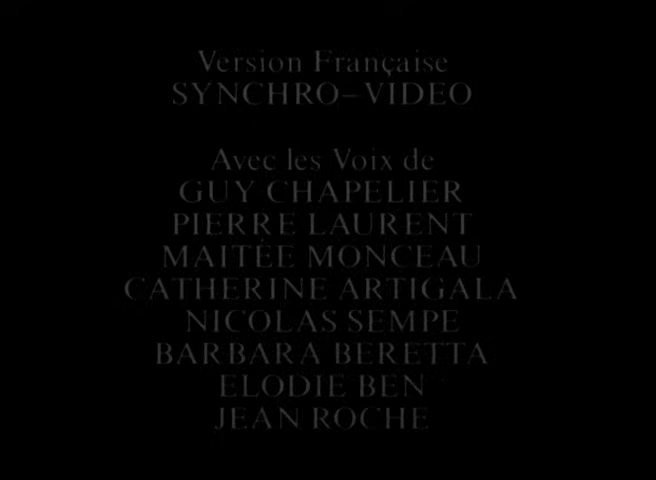 Version Française
SYNCHRO-VIDEO
Avec les Voix de
GUY CHAPELIER
PIERRE LAURENT
MAITÈE MONCEAU
CATHERINE ARTIGALA
NICOLAS SEMPE
BARBARA BERETTA
ELODIE BEN
JEAN ROCHE